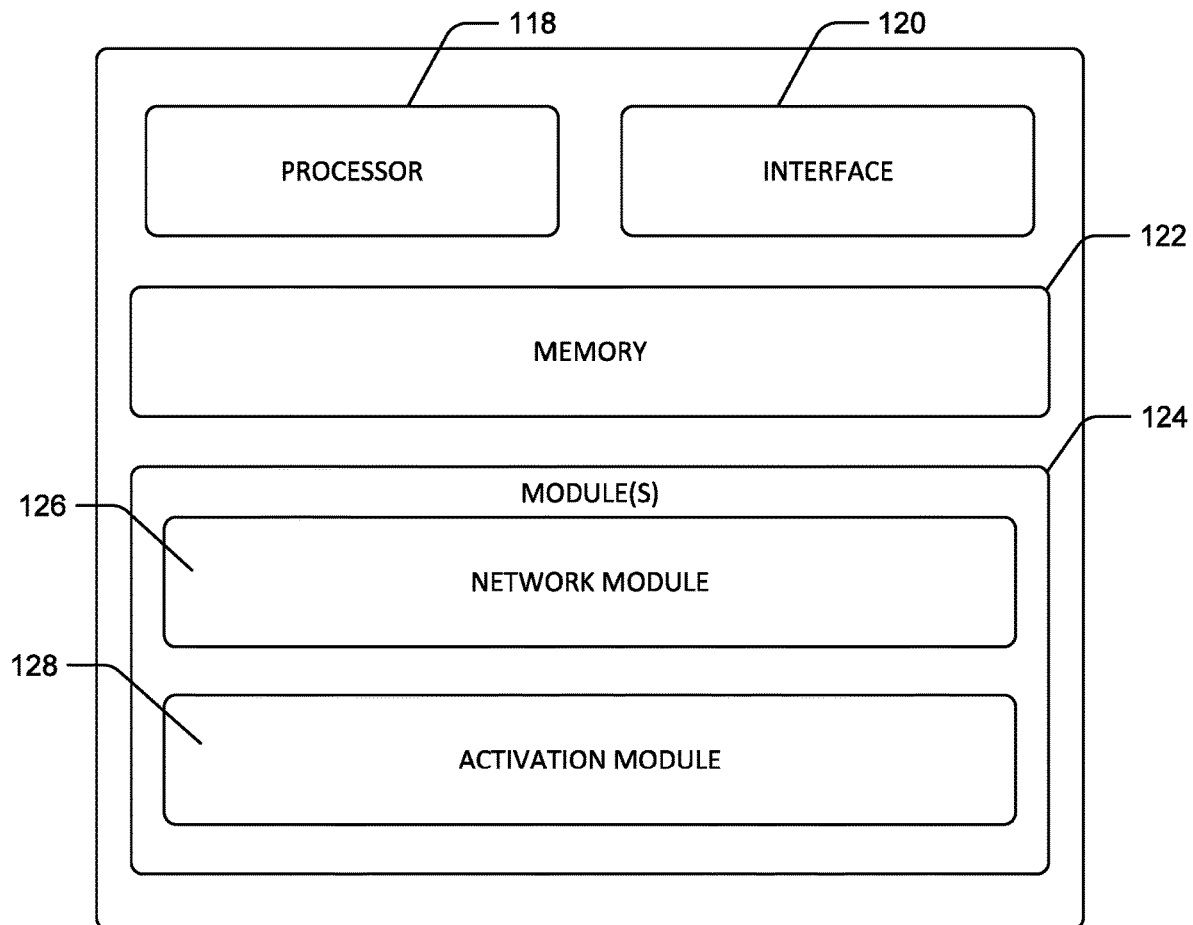 118
120
PROCESSOR
INTERFACE
122
MEMORY
124
MODULE(S)
126
NETWORK MODULE
128
ACTIVATION MODULE